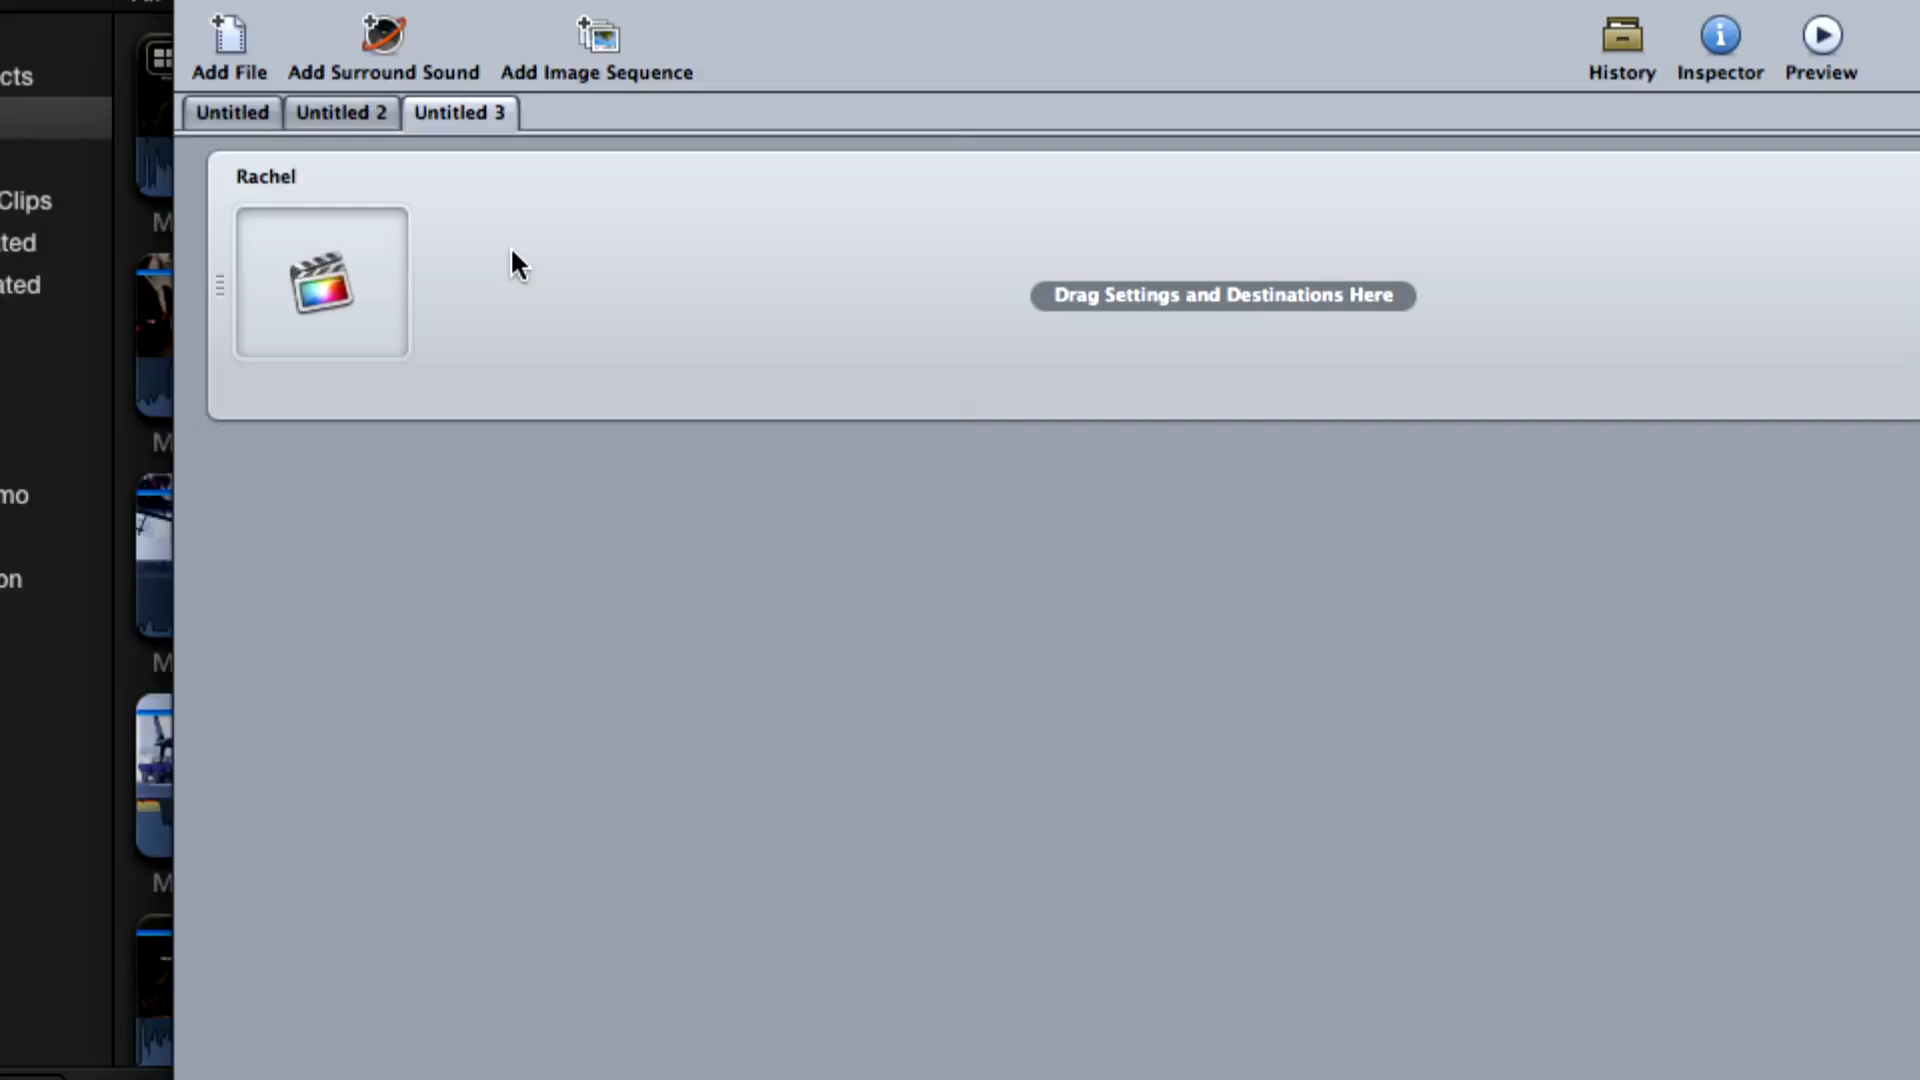 Add File
Add Surround Sound
Add Image Sequence
History
Inspector
Preview
Untitled
Untitled 2
Untitled 3
Rachel
Drag Settings and Destinations Here
cts
Clips
ted
ated
mo
on
M
M
M
M